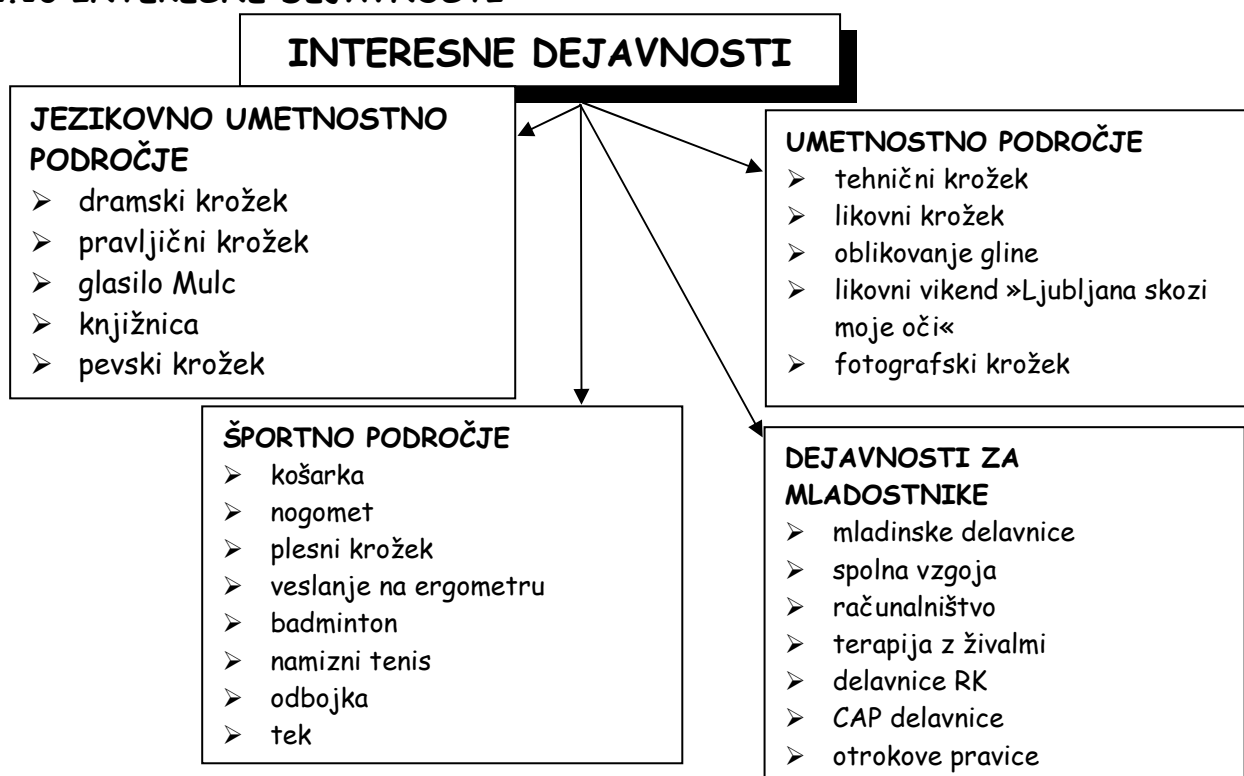 INTERESNE DEJAVNOSTI
INTERESNE DEJAVNOSTI
JEZIKOVNO UMETNOSTNO
PODROČJE
➢ dramski krožek
➢ pravljični krožek
➢ glasilo Mulc
➢ knjižnica
➢ pevski krožek
UMETNOSTNO PODROČJE
➢ tehnični krožek
➢ likovni krožek
➢ oblikovanje gline
➢ likovni vikend »Ljubljana skozi
moje oči«
➢ fotografski krožek
ŠPORTNO PODROČJE
➢ košarka
➢ nogomet
➢ plesni krožek
➢ veslanje na ergometru
➢ badminton
➢ namizni tenis
➢ odbojka
➢ tek
DEJAVNOSTI ZA
MLADOSTNIKE
➢ mladinske delavnice
➢ spolna vzgoja
➢ računalništvo
➢ terapija z živalmi
➢ delavnice RK
➢ CAP delavnice
➢ otrokove pravice